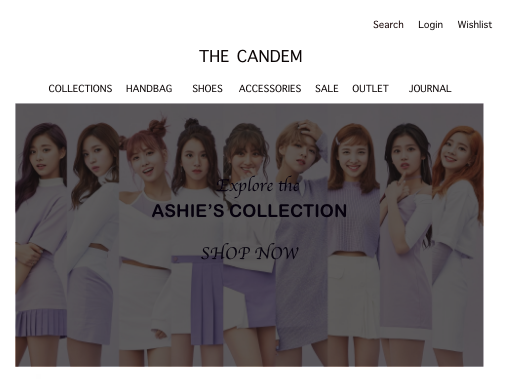 Search Login Wishlist
THE CANDEM
COLLECTIONS HANDBAG SHOES ACCESSORIES SALE OUTLET JOURNAL
Explore the
ASHIE'S COLLECTION
SHOP NOW